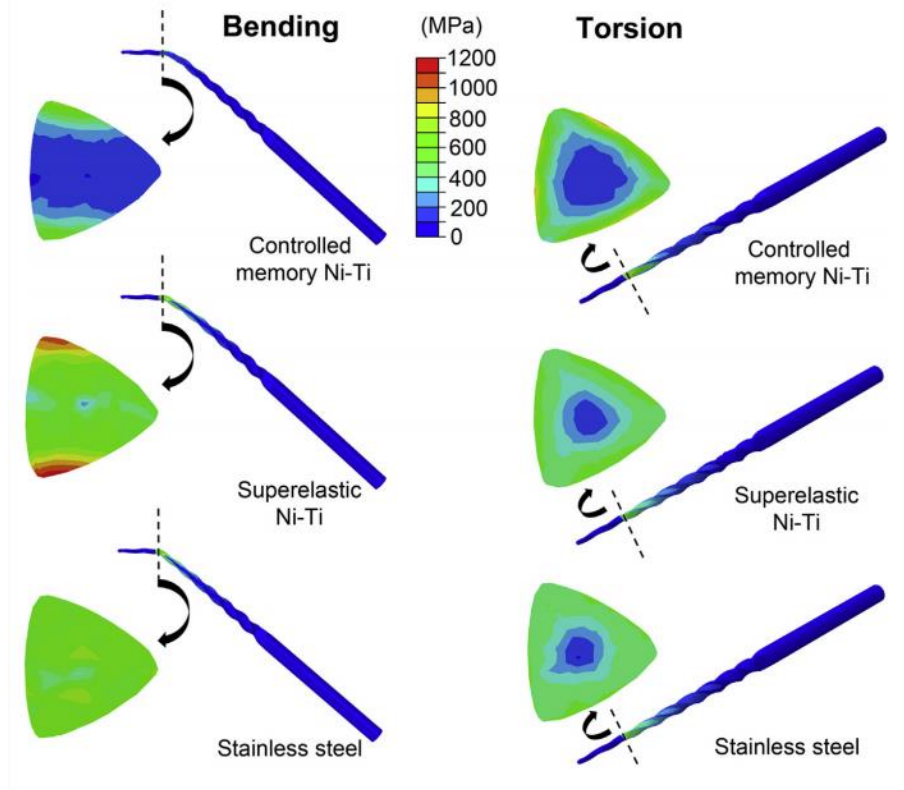 Bending
(MPa)
Torsion
1200
1000
800
600
400
200
0
Controlled
memory Ni-Ti
Controlled
memory Ni-Ti
Superelastic
Ni-Ti
Superelastic
Ni-Ti
Stainless steel
Stainless steel